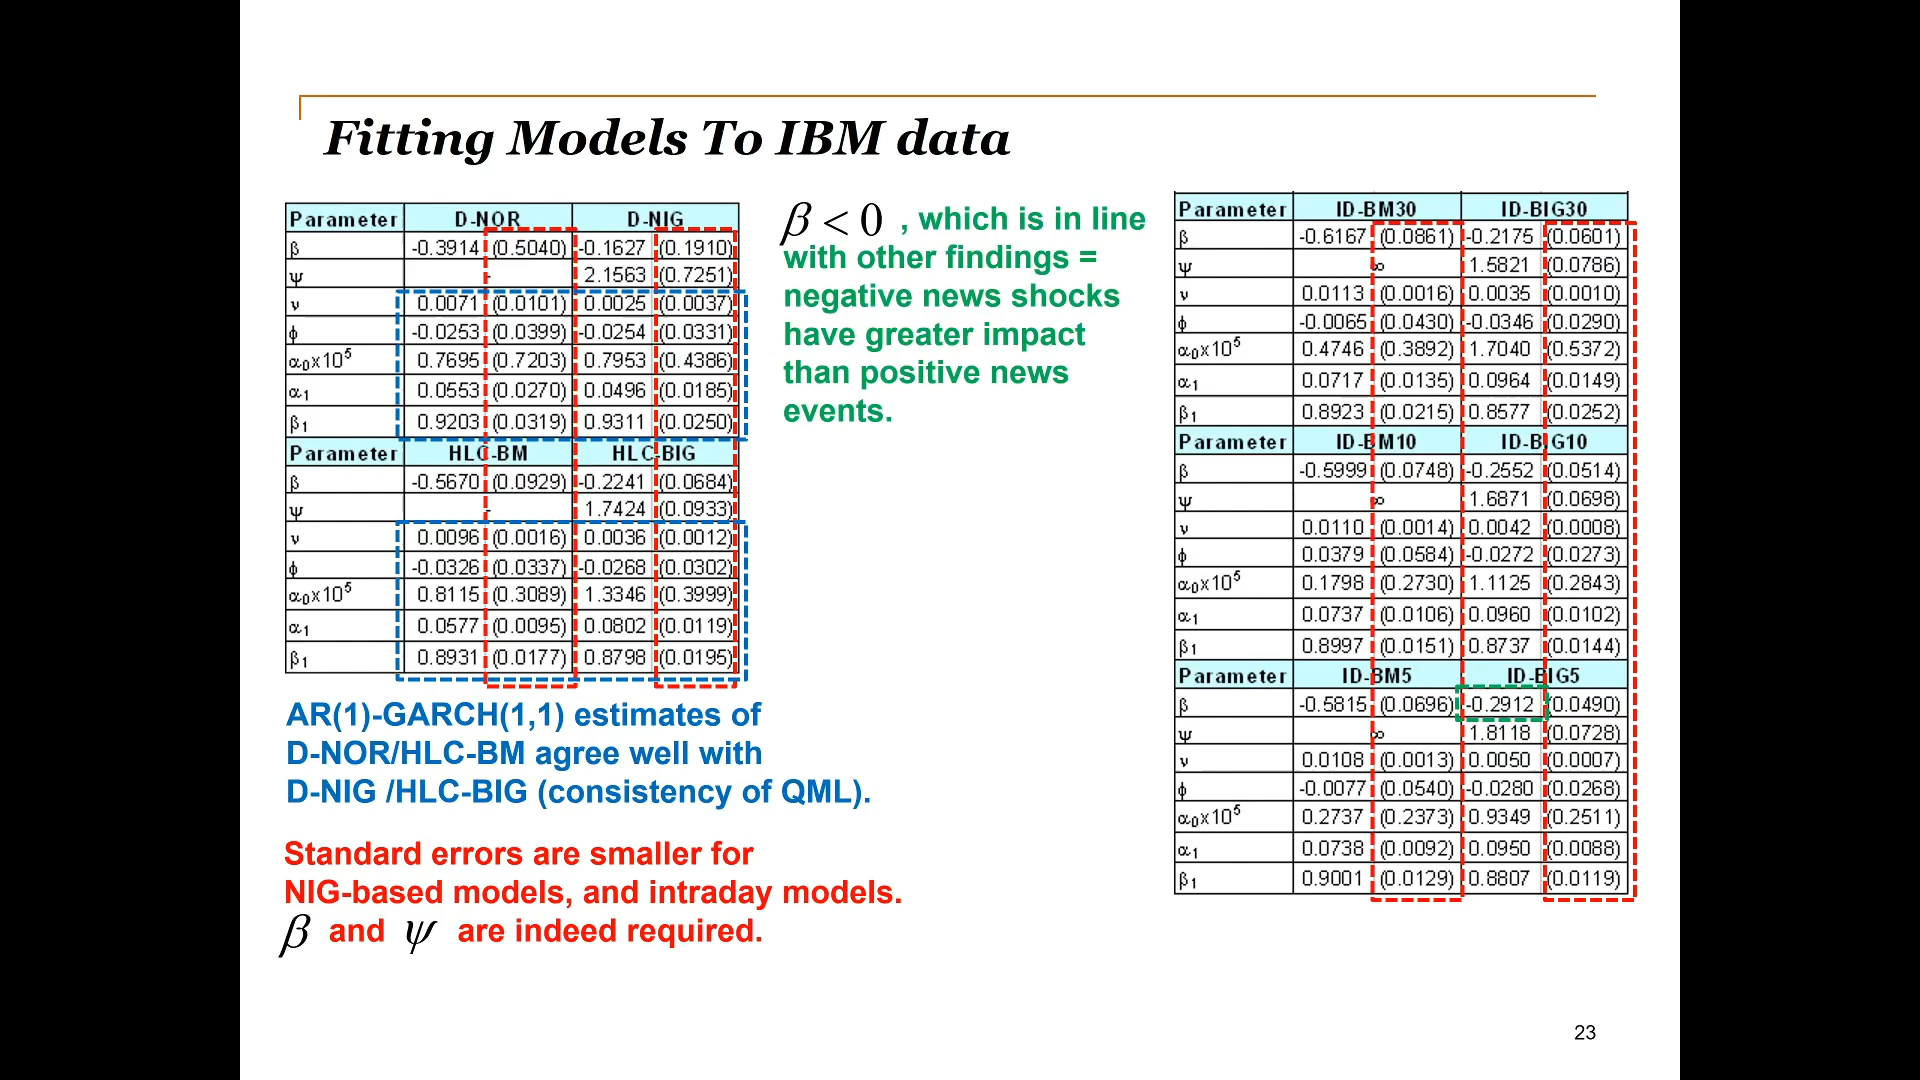 Fitting Models To IBM data
Parameter D-NOR D-NIG
β -0.3914 (0.5040) -0.1627 (0.1910)
ψ - 2.1563 (0.7251)
ν 0.0071 (0.0101) 0.0025 (0.0037)
ϕ -0.0253 (0.0399) -0.0254 (0.0331)
α₀x10⁵ 0.7695 (0.7203) 0.7953 (0.4386)
α₁ 0.0553 (0.0270) 0.0496 (0.0185)
β₁ 0.9203 (0.0319) 0.9311 (0.0250)
Parameter HLC-BM HLC-BIG
β -0.5670 (0.0929) -0.2241 (0.0684)
ψ - 1.7424 (0.0933)
ν 0.0096 (0.0016) 0.0036 (0.0012)
ϕ -0.0326 (0.0337) -0.0268 (0.0302)
α₀x10⁵ 0.8115 (0.3089) 1.3346 (0.3999)
α₁ 0.0577 (0.0095) 0.0802 (0.0119)
β₁ 0.8931 (0.0177) 0.8798 (0.0195)
AR(1)-GARCH(1,1) estimates of
D-NOR/HLC-BM agree well with
D-NIG /HLC-BIG (consistency of QML).
Standard errors are smaller for
NIG-based models, and intraday models.
β and ψ are indeed required.
β < 0 , which is in line
with other findings =
negative news shocks
have greater impact
than positive news
events.
Parameter ID-BM30 ID-BIG30
β -0.6167 (0.0861) -0.2175 (0.0601)
ψ ∞ 1.5821 (0.0786)
ν 0.0113 (0.0016) 0.0035 (0.0010)
ϕ -0.0065 (0.0430) -0.0346 (0.0290)
α₀x10⁵ 0.4746 (0.3892) 1.7040 (0.5372)
α₁ 0.0717 (0.0135) 0.0964 (0.0149)
β₁ 0.8923 (0.0215) 0.8577 (0.0252)
Parameter ID-BM10 ID-BIG10
β -0.5999 (0.0748) -0.2552 (0.0514)
ψ ∞ 1.6871 (0.0698)
ν 0.0110 (0.0014) 0.0042 (0.0008)
ϕ 0.0379 (0.0584) -0.0272 (0.0273)
α₀x10⁵ 0.1798 (0.2730) 1.1125 (0.2843)
α₁ 0.0737 (0.0106) 0.0960 (0.0102)
β₁ 0.8997 (0.0151) 0.8737 (0.0144)
Parameter ID-BM5 ID-BIG5
β -0.5815 (0.0696) -0.2912 (0.0490)
ψ ∞ 1.8118 (0.0728)
ν 0.0108 (0.0013) 0.0050 (0.0007)
ϕ -0.0077 (0.0540) -0.0280 (0.0268)
α₀x10⁵ 0.2737 (0.2373) 0.9349 (0.2511)
α₁ 0.0738 (0.0092) 0.0950 (0.0088)
β₁ 0.9001 (0.0129) 0.8807 (0.0119)
23